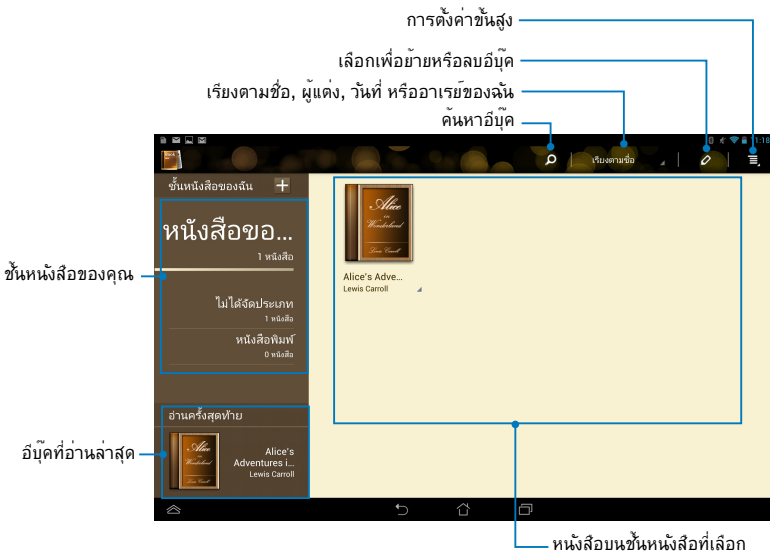 การตั้งค่าขั้นสูง
เลือกเพื่อย้ายหรือลบอีบุ๊ค
เรียงตามชื่อ, ผู้แต่ง, วันที่ หรืออาเรย์ของฉัน
ค้นหาอีบุ๊ค
11:18
เรียงตามชื่อ
ชั้นหนังสือของฉัน
หนังสือขอ...
1 หนังสือ
ชั้นหนังสือของคุณ
ไม่ได้จัดประเภท
1 หนังสือ
หนังสือพิมพ์
0 หนังสือ
Alice
in
Wonderland
Lewis Carroll
Alice's Adve...
Lewis Carroll
อ่านครั้งสุดท้าย
อีบุ๊คที่อ่านล่าสุด
Alice
in
Wonderland
Lewis Carroll
Alice's
Adventures i...
Lewis Carroll
หนังสือบนชั้นหนังสือที่เลือก